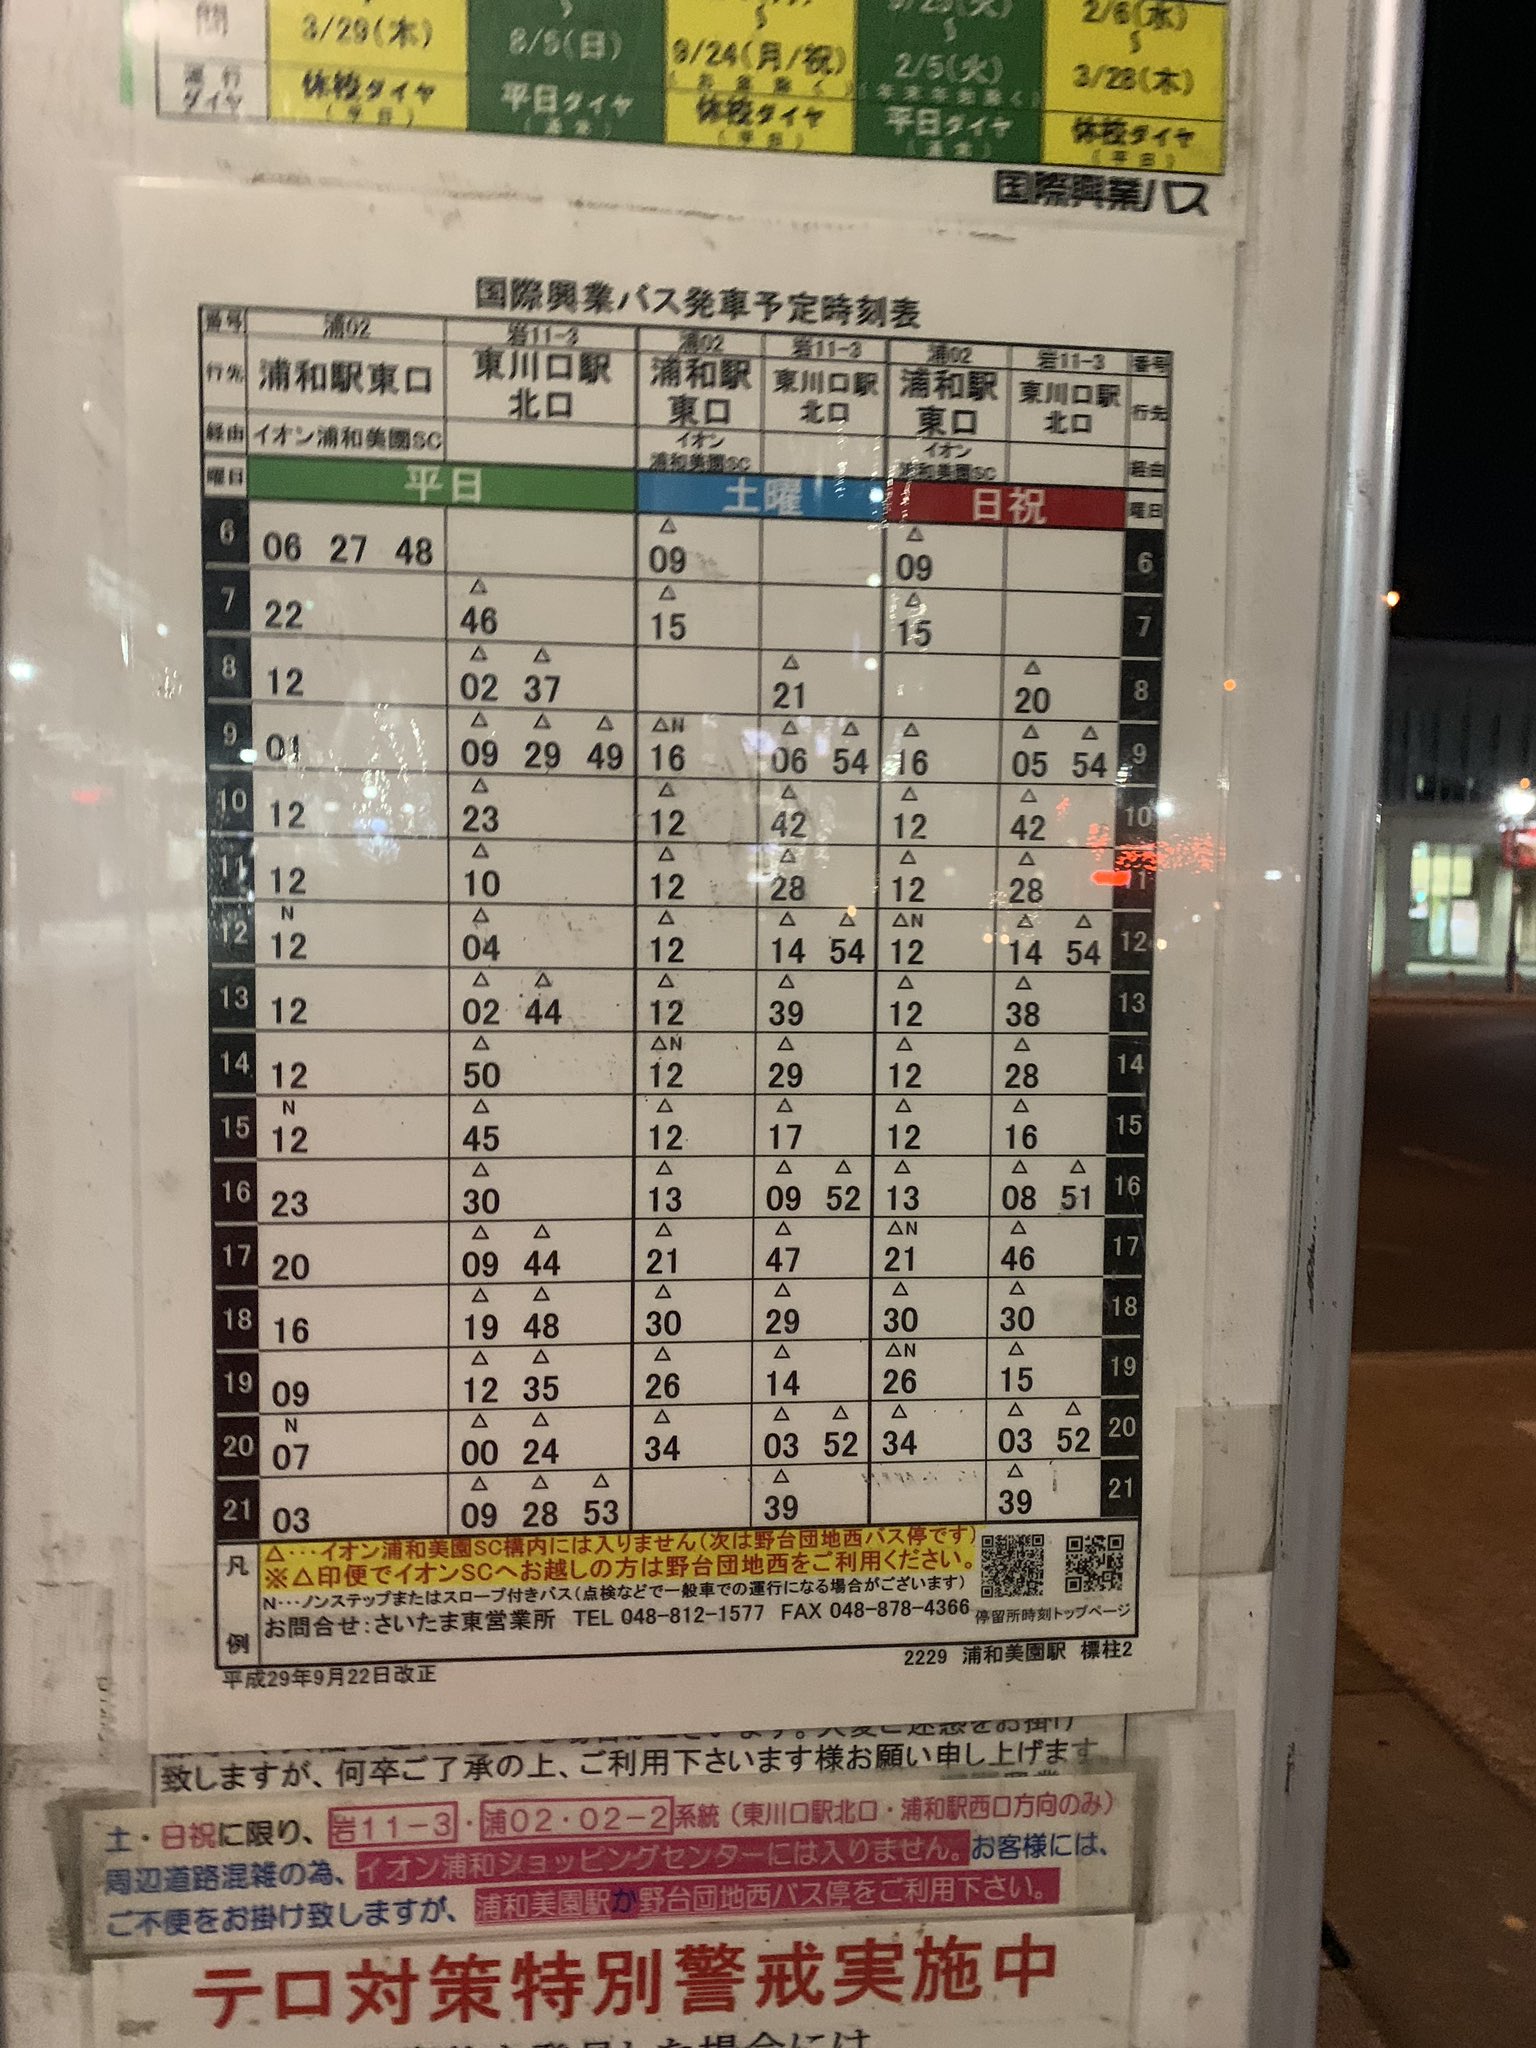 間 3/29(木) 8/5(日) 9/24(月/祝) 2/5(火) 2/6(水)
3/28(木)
運行ダイヤ 休校ダイヤ 平日ダイヤ 休校ダイヤ 平日ダイヤ 休校ダイヤ
(平日) (通常) (平日) (通常) (平日)
国際興業バス
国際興業バス発車予定時刻表
番号 浦02 岩11-3 浦02 岩11-3 浦02 岩11-3 番号
行先 浦和駅東口 東川口駅北口 浦和駅東口 東川口駅北口 浦和駅東口 東川口駅北口 行先
経由 イオン浦和美園SC イオン浦和美園SC イオン浦和美園SC 経由
曜日 平日 土曜 日祝 曜日
6 06 27 48 △09 △09 6
7 22 △46 △15 △15 7
8 12 △02 △37 △21 △20 8
9 01 △09 △29 △49 △N16 △06 △54 △16 △05 △54 9
10 12 △23 △12 △42 △12 △42 10
11 12 △10 △12 △28 △12 △28 11
12 N12 △04 △12 △14 △54 △N12 △14 △54 12
13 12 △02 △44 △12 △39 △12 △38 13
14 12 △50 △N12 △29 △12 △28 14
15 N12 △45 △12 △17 △12 △16 15
16 23 △30 △13 △09 △52 △13 △08 △51 16
17 20 △09 △44 △21 △47 △N21 △46 17
18 16 △19 △48 △30 △29 △30 △30 18
19 09 △12 △35 △26 △14 △N26 △15 19
20 N07 △00 △24 △34 △03 △52 △34 △03 △52 20
21 03 △09 △28 △53 △39 △39 21
凡例
△・・・イオン浦和美園SC構内には入りません(次は野台団地西バス停です)
※△印便でイオンSCへお越しの方は野台団地西をご利用ください。
N・・・ノンステップまたはスロープ付きバス(点検などで一般車での運行になる場合がございます)
お問合せ:さいたま東営業所 TEL 048-812-1577 FAX 048-878-4366
停留所時刻 トップページ
平成29年9月22日改正
2229 浦和美園駅 標柱2
致しますが、何卒ご了承の上、ご利用下さいます様お願い申し上げます。
土・日祝に限り、岩11-3・浦02・02-2系統(東川口駅北口・浦和駅西口方向のみ)
周辺道路混雑の為、イオン浦和ショッピングセンターには入りません。お客様には、
ご不便をお掛け致しますが、浦和美園駅か野台団地西バス停をご利用下さい。
テロ対策特別警戒実施中